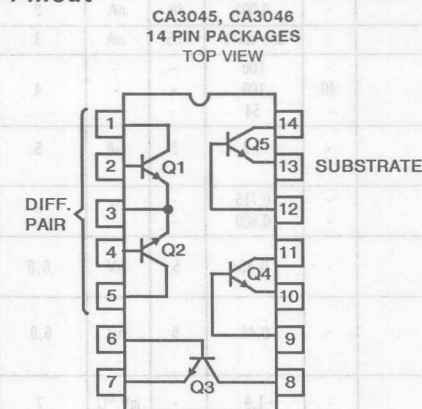 CA3045, CA3046
14 PIN PACKAGES
TOP VIEW
1
14
2
Q1
Q5
13
SUBSTRATE
DIFF.
PAIR
3
12
4
Q2
11
Q4
5
10
6
9
7
Q3
8